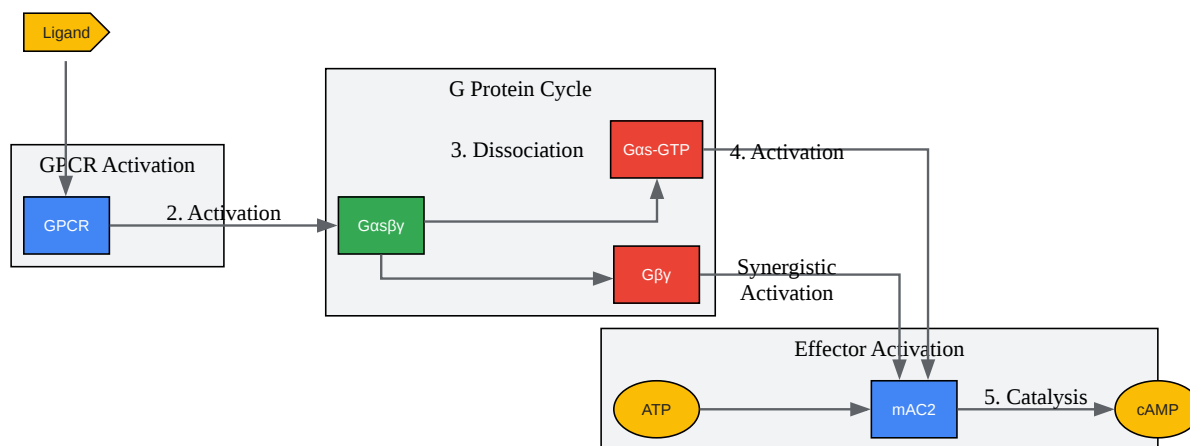 Ligand
G Protein Cycle
3. Dissociation
Gαs-GTP
4. Activation
GPCR Activation
GPCR
2. Activation
Gαsβγ
Gβγ
Synergistic
Activation
Effector Activation
ATP
mAC2
5. Catalysis
cAMP